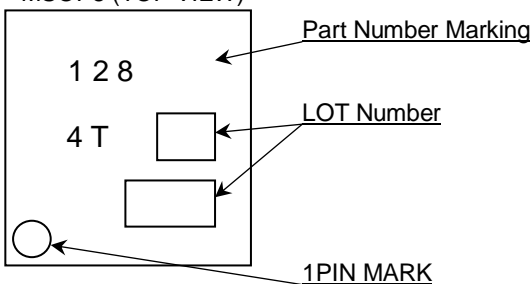 Part Number Marking
1 2 8
LOT Number
4 T
1PIN MARK